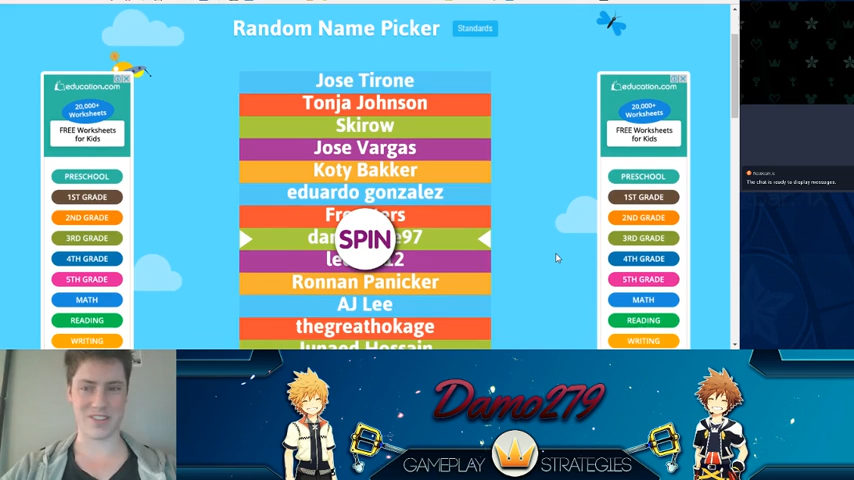 Random Name Picker
Standards
education.com
20,000+
Worksheets
FREE Worksheets
for Kids
PRESCHOOL
1ST GRADE
2ND GRADE
3RD GRADE
4TH GRADE
5TH GRADE
MATH
READING
WRITING
Jose Tirone
Tonja Johnson
Skirow
Jose Vargas
Koty Bakker
eduardo gonzalez
SPIN
Ronnan Panicker
AJ Lee
thegreathokage
Junaed Hossain
education.com
20,000+
Worksheets
FREE Worksheets
for Kids
PRESCHOOL
1ST GRADE
2ND GRADE
3RD GRADE
4TH GRADE
5TH GRADE
MATH
READING
WRITING
The chat is ready to display messages.
Damo279
GAMEPLAY STRATEGIES